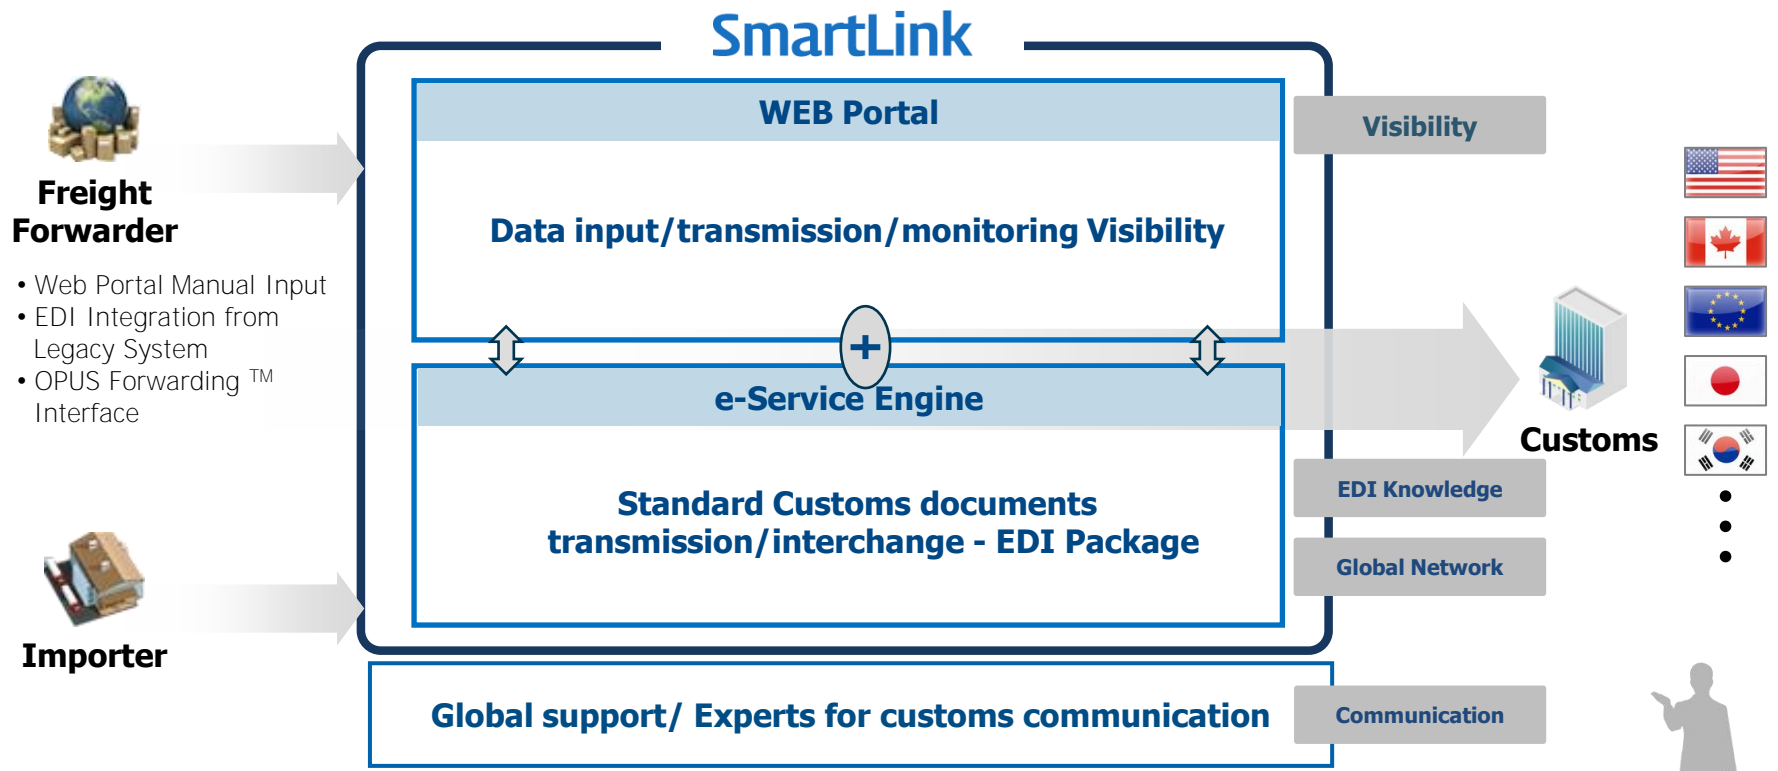 SmartLink
WEB Portal
Visibility
Freight
Forwarder
Data input/transmission/monitoring Visibility
• Web Portal Manual Input
• EDI Integration from
Legacy System
• OPUS Forwarding TM
Interface
+
e-Service Engine
Customs
Standard Customs documents
transmission/interchange - EDI Package
EDI Knowledge
Global Network
Importer
Global support/ Experts for customs communication
Communication